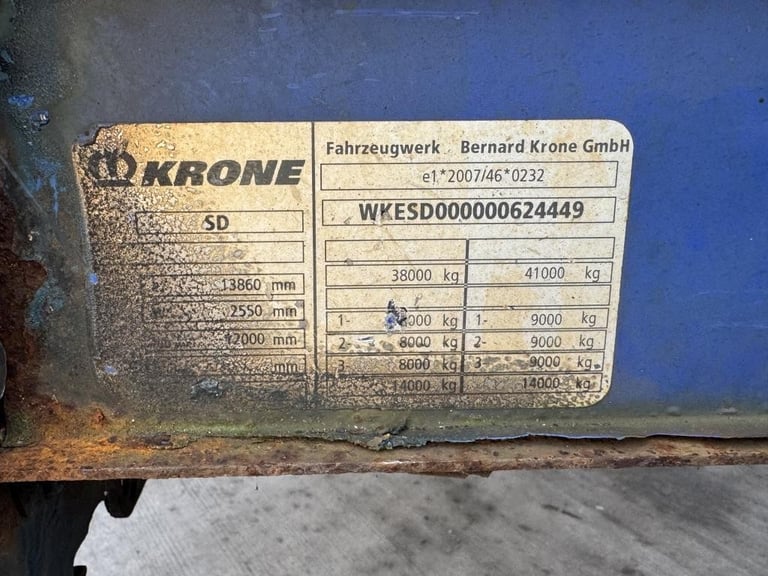 KRONE
SD
13860 mm
2550 mm
12000 mm
mm
Fahrzeugwerk Bernard Krone GmbH
e1*2007/46*0232
WKESD000000624449
38000 kg 41000 kg
1- 000 kg 1- 9000 kg
2- 8000 kg 2- 9000 kg
3 8000 kg 3- 9000 kg
14000 kg 14000 kg